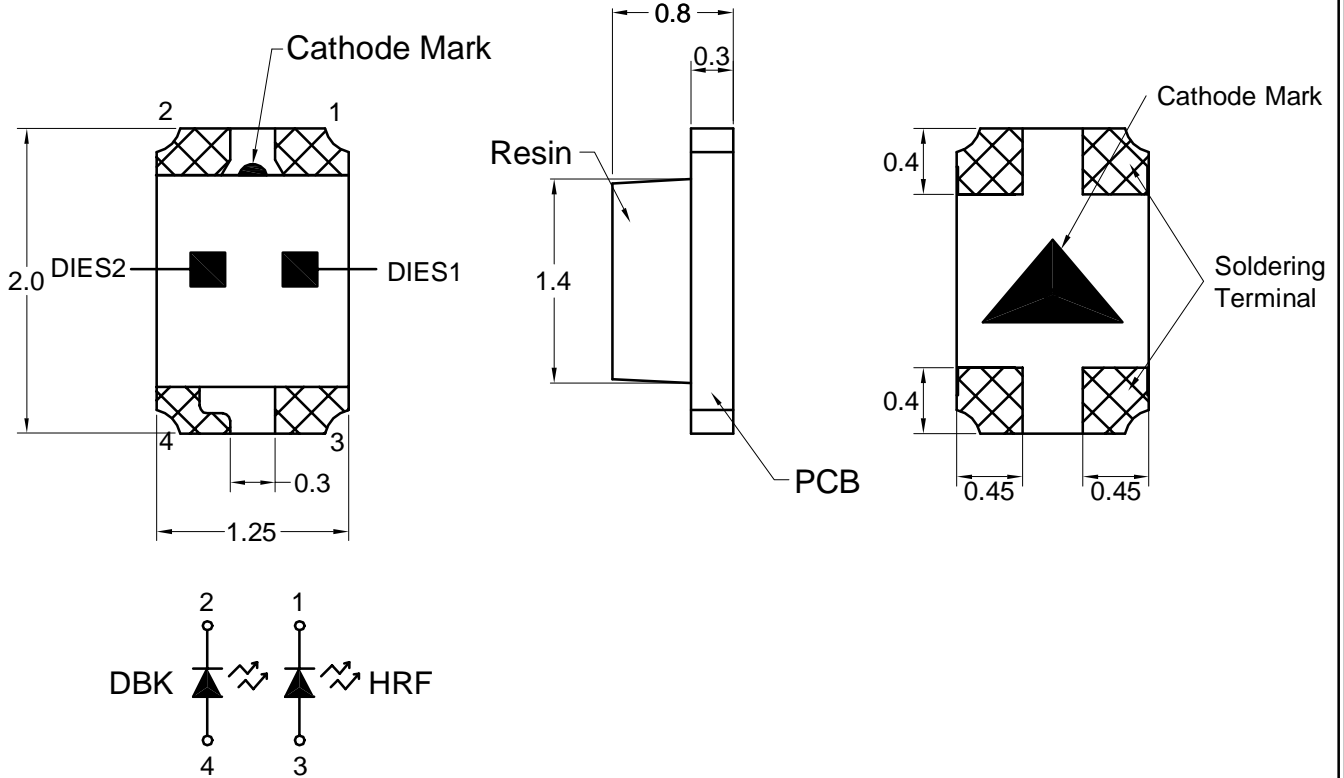 Cathode Mark
2
1
DIES2
DIES1
2.0
4
3
0.3
1.25
0.8
0.3
Resin
1.4
PCB
Cathode Mark
0.4
Soldering
Terminal
0.4
0.45
0.45
2
1
DBK
HRF
4
3